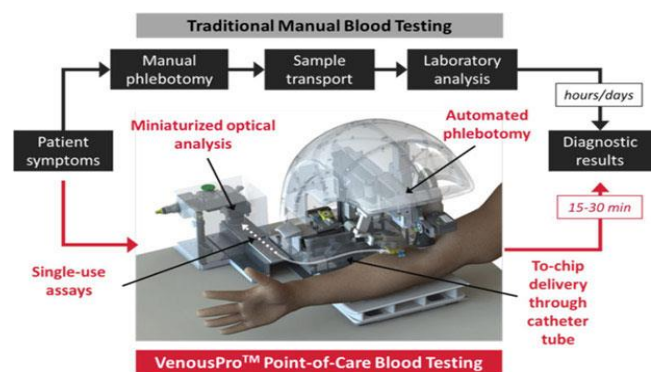 Traditional Manual Blood Testing
Manual
phlebotomy
Sample
transport
Laboratory
analysis
hours/days
Patient
symptoms
Miniaturized optical
analysis
Automated
phlebotomy
Diagnostic
results
15-30 min
Single-use
assays
To-chip
delivery
through
catheter
tube
VenousPro™ Point-of-Care Blood Testing